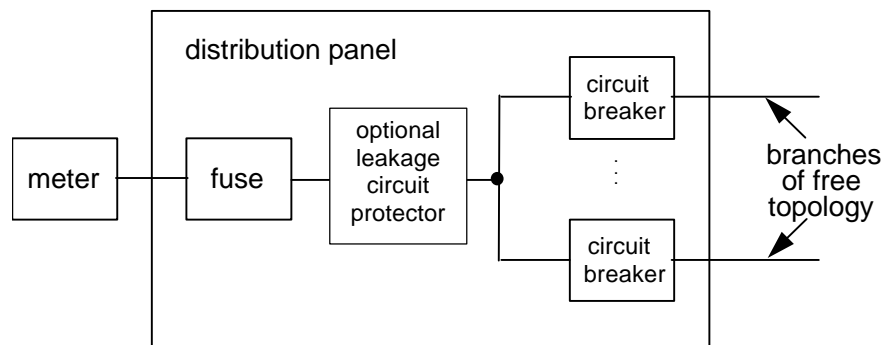 distribution panel
meter
fuse
optional
leakage
circuit
protector
circuit
breaker
circuit
breaker
branches
of free
topology